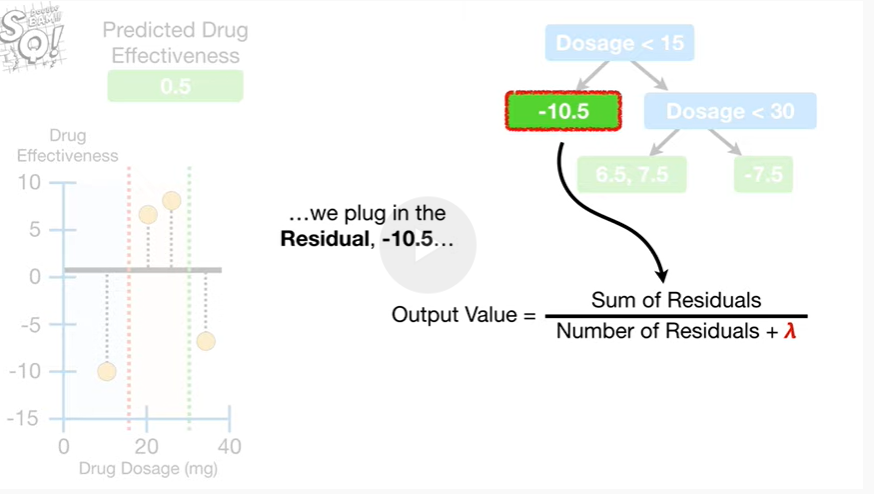 SQ!
Predicted Drug
Effectiveness
0.5
Dosage < 15
-10.5
Dosage < 30
6.5, 7.5
-7.5
Drug
Effectiveness
10
5
0
-5
-10
-15
0
20
40
Drug Dosage (mg)
…we plug in the
Residual, -10.5…
Output Value =
Sum of Residuals
Number of Residuals + λ